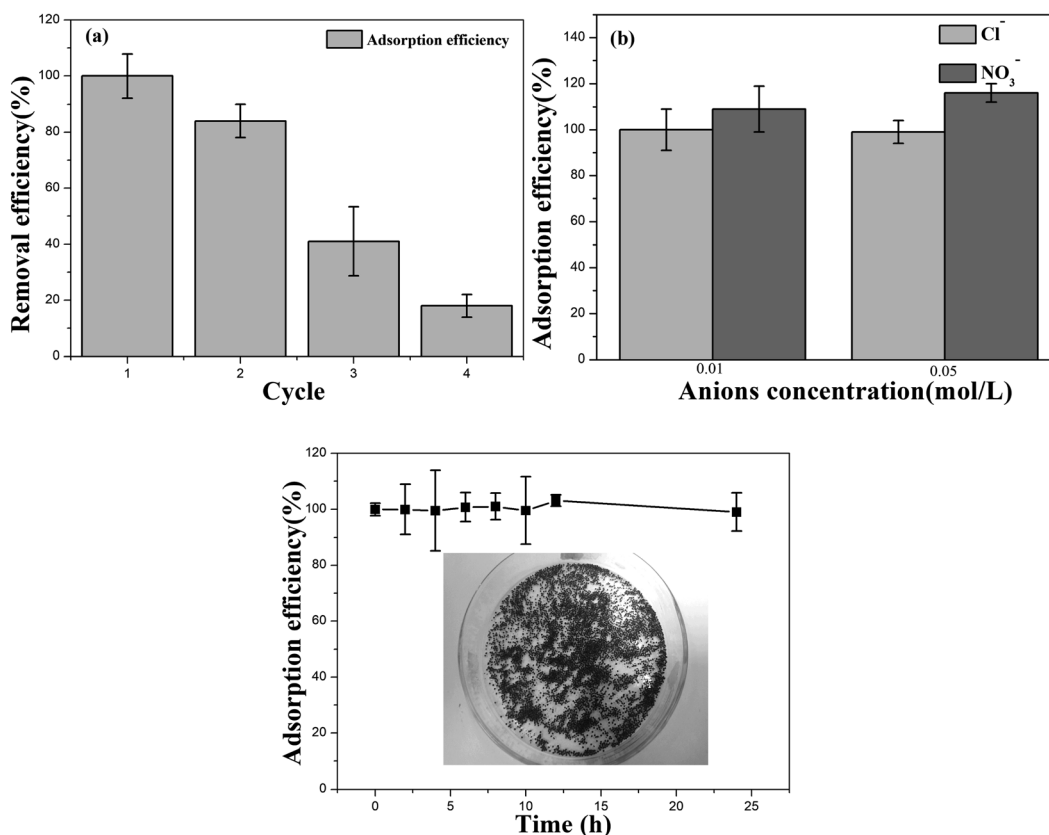 (a)
Adsorption efficiency
Removal efficiency(%)
120
100
80
60
40
20
0
1 2 3 4
Cycle
(b)
Cl⁻
NO₃⁻
Adsorption efficiency(%)
140
120
100
80
60
40
20
0
0.01 0.05
Anions concentration(mol/L)
Adsorption efficiency(%)
120
100
80
60
40
20
0
0 5 10 15 20 25
Time (h)